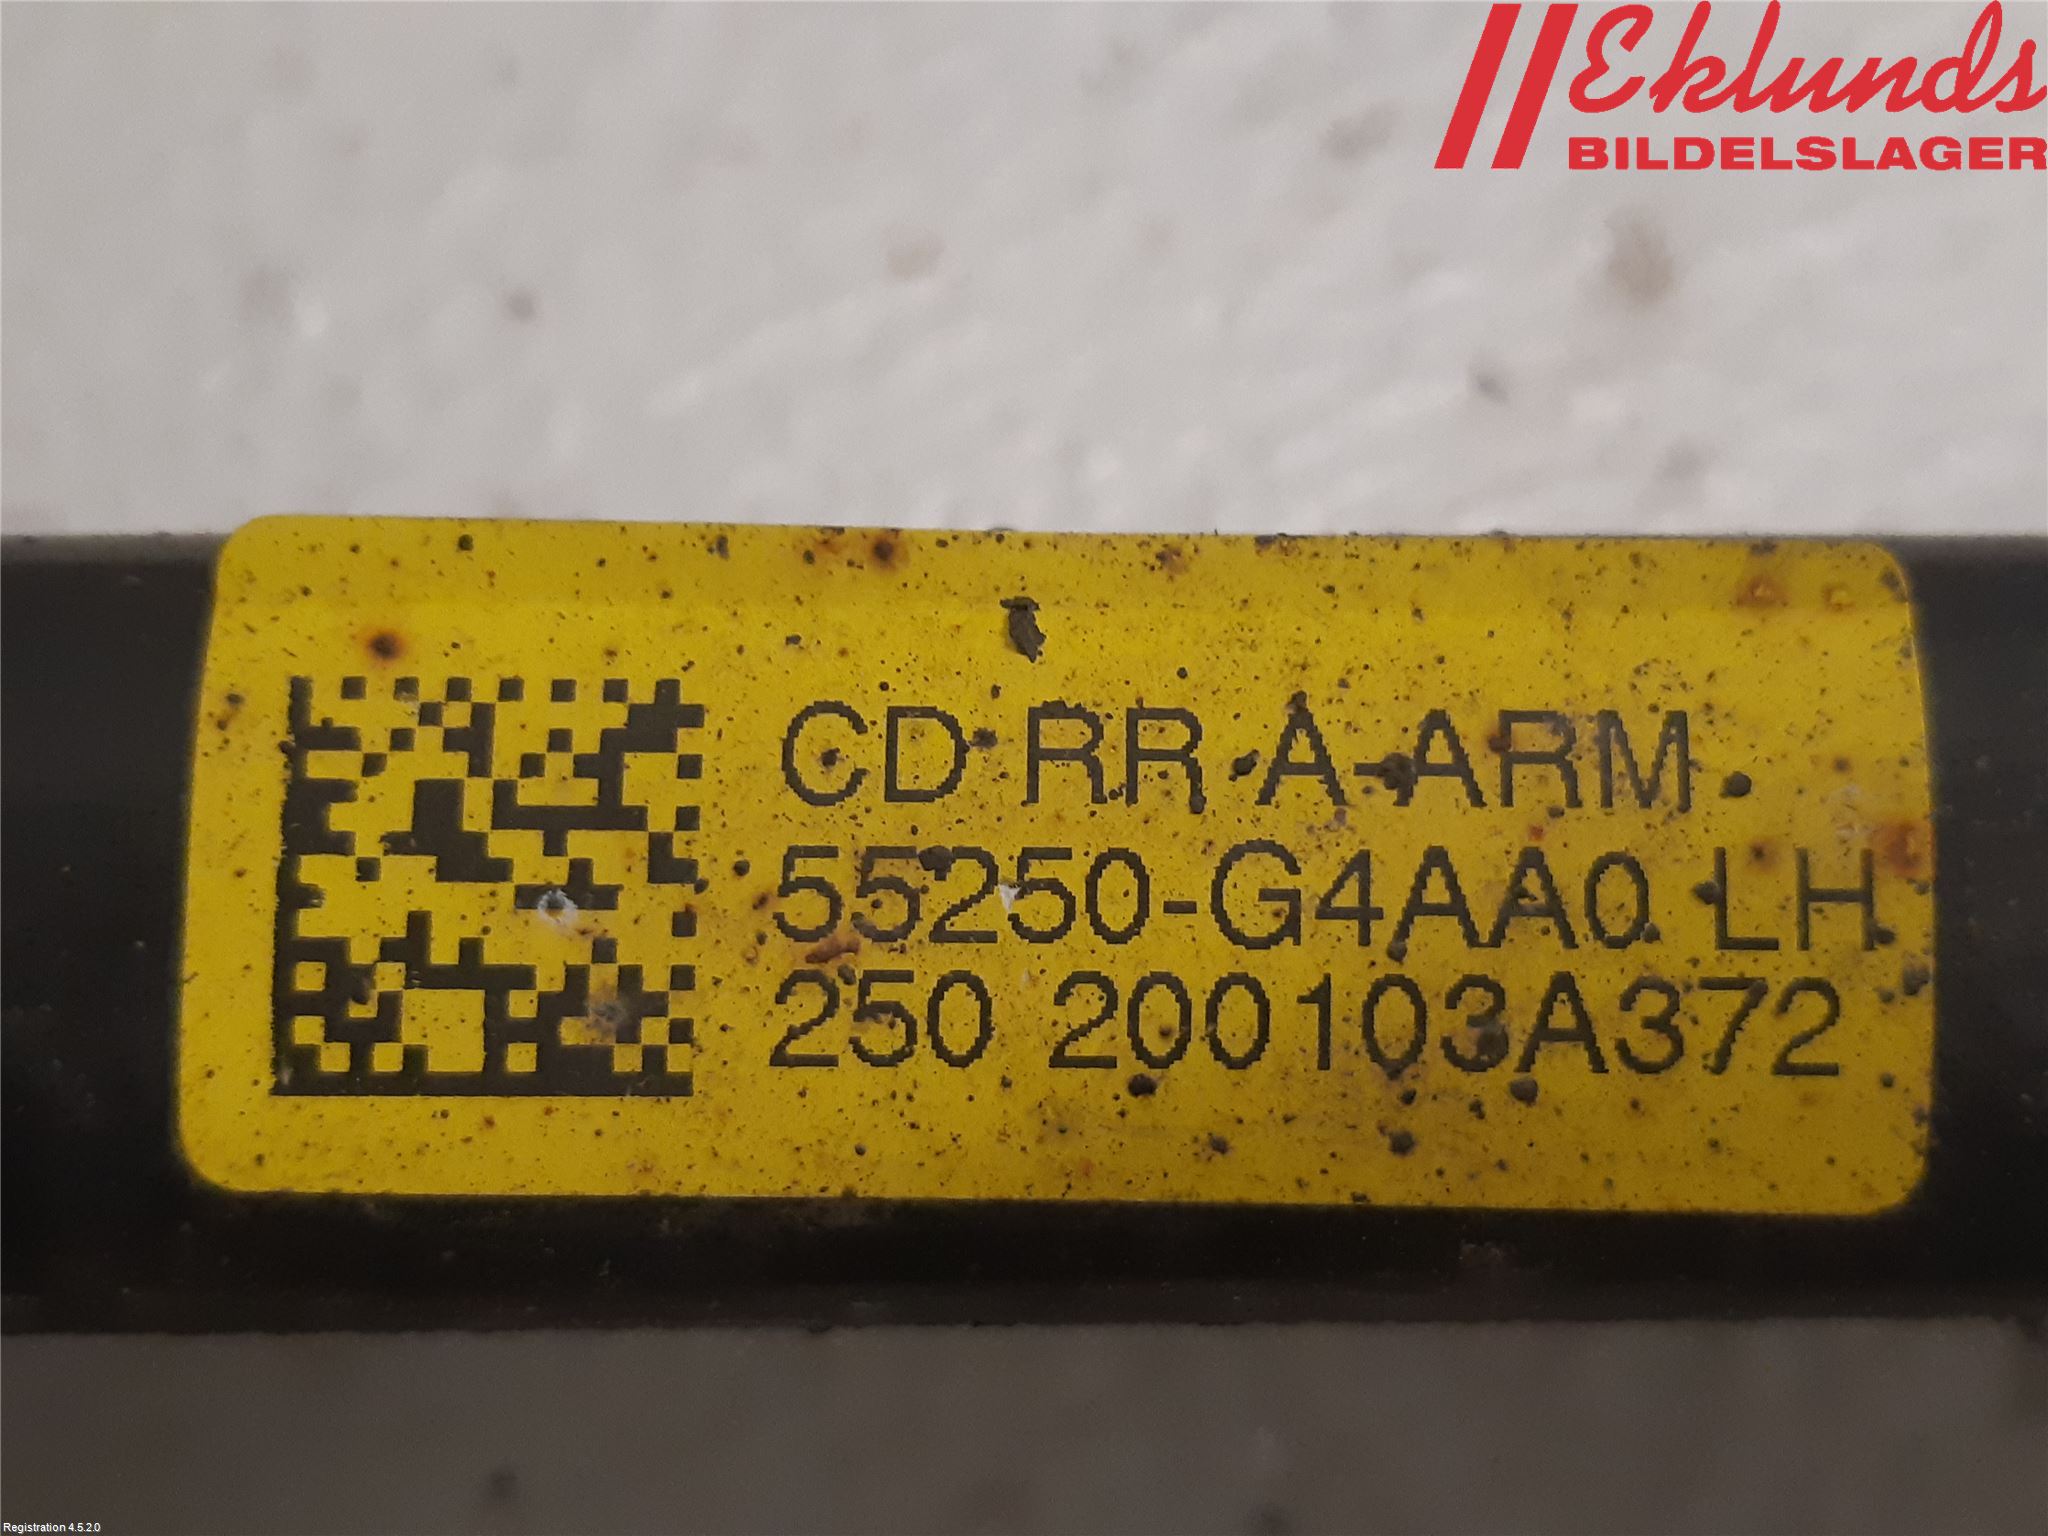 Eklunds
BILDELSLAGER
CD RR A-ARM
55250-G4AA0 LH
250 200103A372
Registration 4.5.2.0